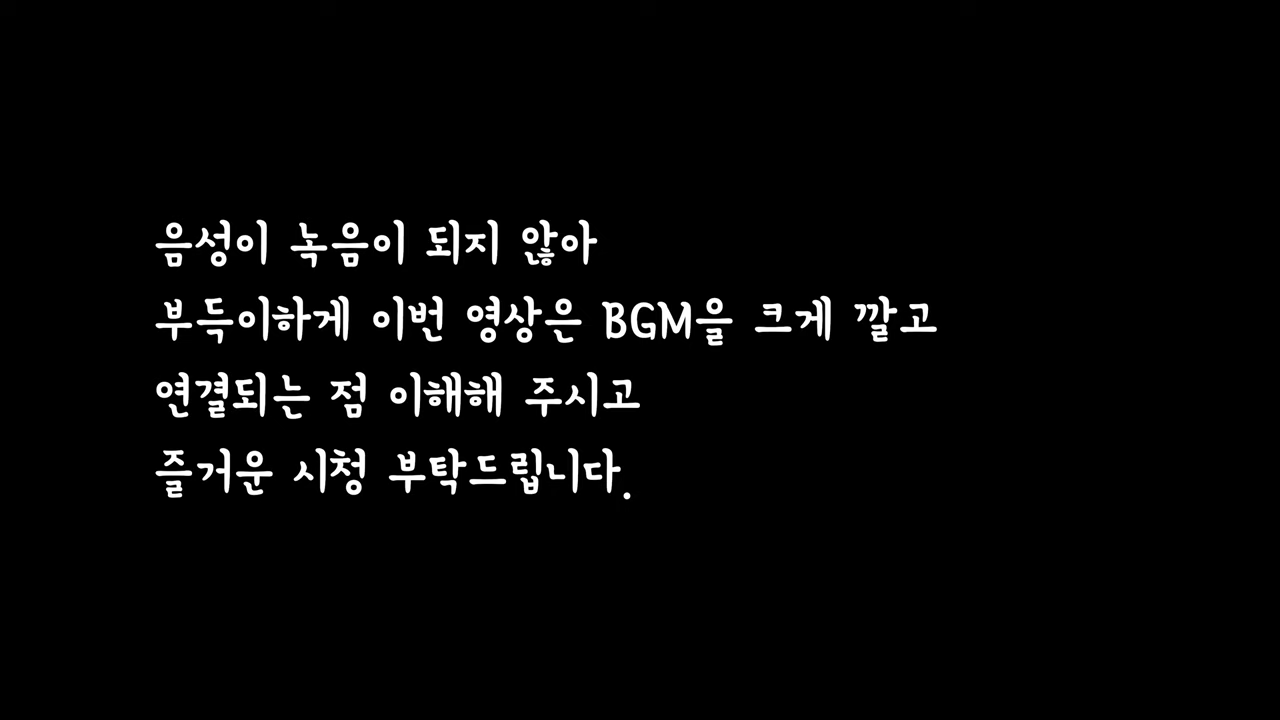 음성이 녹음이 되지 않아
부득이하게 이번 영상은 BGM을 크게 깔고
연결되는 점 이해해 주시고
즐거운 시청 부탁드립니다.